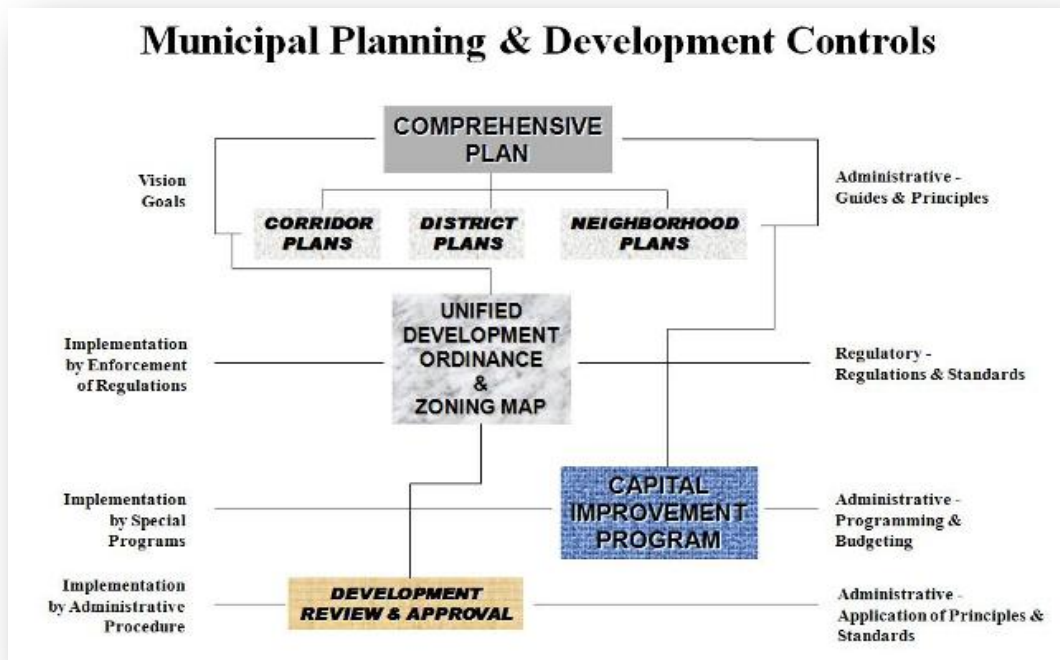 Municipal Planning & Development Controls
COMPREHENSIVE
PLAN
Vision
Goals
Administrative -
Guides & Principles
CORRIDOR
PLANS
DISTRICT
PLANS
NEIGHBORHOOD
PLANS
UNIFIED
DEVELOPMENT
ORDINANCE
&
ZONING MAP
Implementation
by Enforcement
of Regulations
Regulatory -
Regulations & Standards
Implementation
by Special
Programs
CAPITAL
IMPROVEMENT
PROGRAM
Administrative -
Programming &
Budgeting
Implementation
by Administrative
Procedure
DEVELOPMENT
REVIEW & APPROVAL
Administrative -
Application of Principles &
Standards